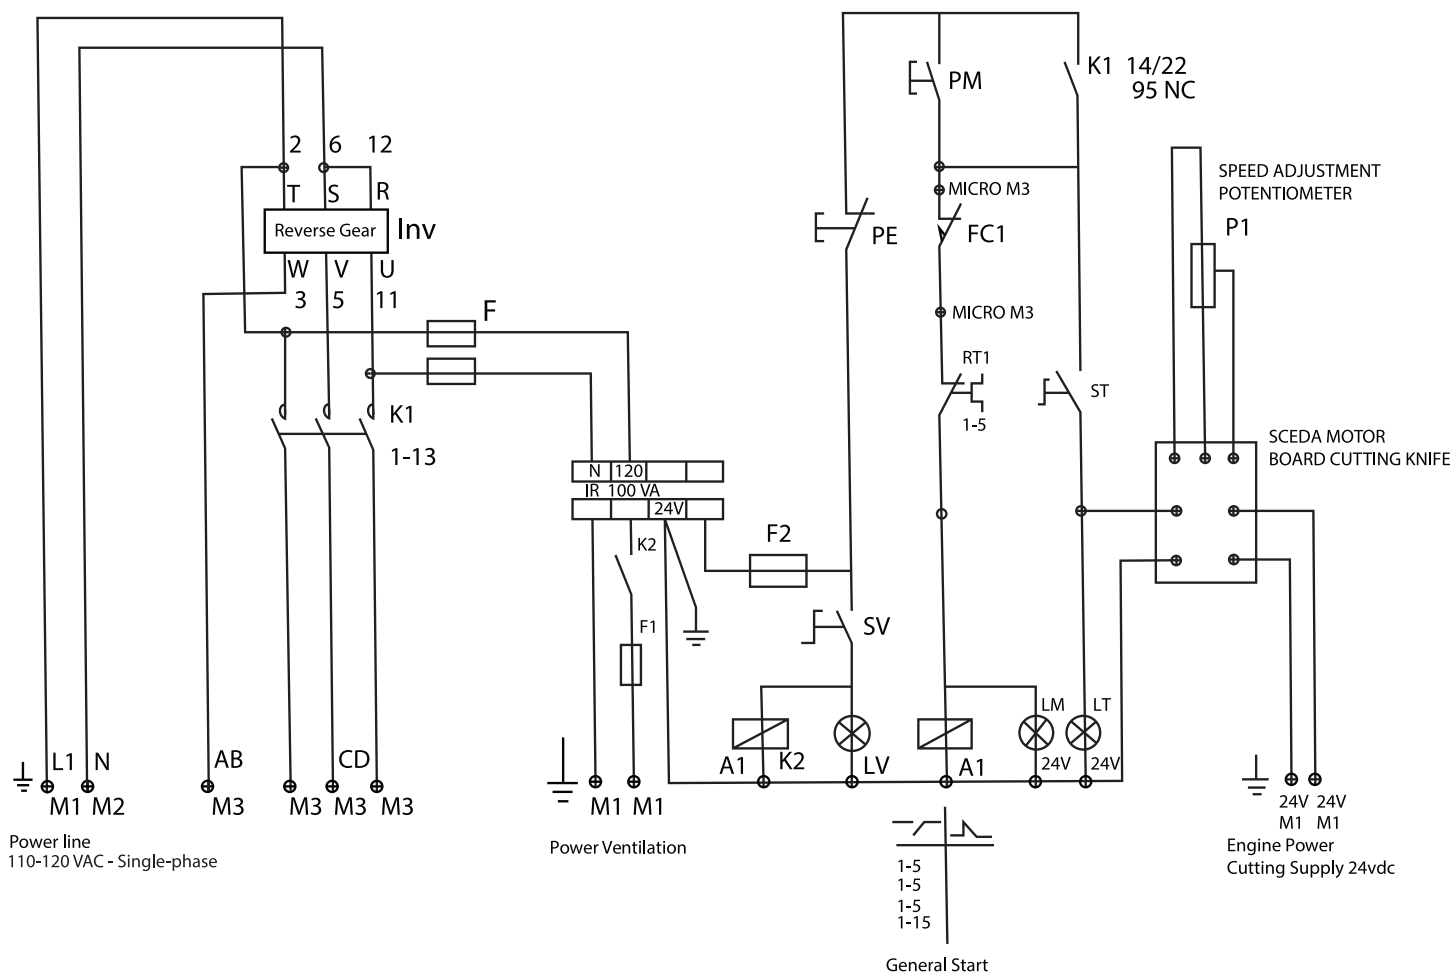 K1 14/22
95 NC
PM
2 6 12
T S R
MICRO M3
SPEED ADJUSTMENT
POTENTIOMETER
P1
Reverse Gear
Inv
PE
FC1
W V U
3 5 11
F
MICRO M3
RT1
1-5
ST
K1
1-13
SCEDA MOTOR
BOARD CUTTING KNIFE
N 120
IR 100 VA
24V
K2
F2
F1
SV
LM
LT
24V
24V
A1
K2
LV
A1
L1 N
AB
CD
M1 M2
M3
M3 M3 M3
M1 M1
24V 24V
M1 M1
Power line
110-120 VAC - Single-phase
Power Ventilation
Engine Power
Cutting Supply 24vdc
1-5
1-5
1-5
1-15
General Start